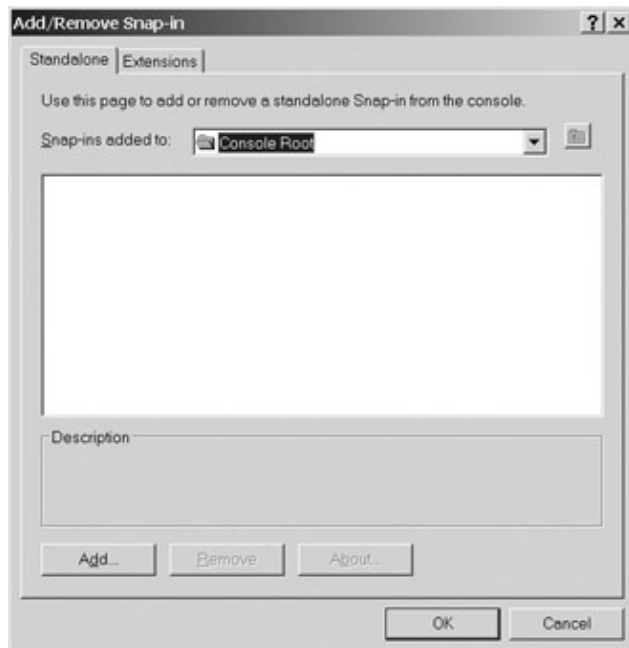 Add/Remove Snap-in
Standalone Extensions
Use this page to add or remove a standalone Snap-in from the console.
Snap-ins added to: Console Root
Description
Add... Remove About...
OK Cancel